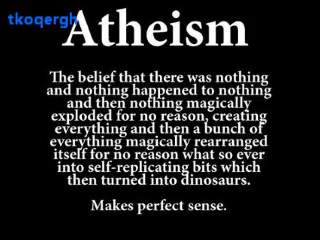 tkoqergh
Atheism
The belief that there was nothing
and nothing happened to nothing
and then nothing magically
exploded for no reason, creating
everything and then a bunch of
everything magically rearranged
itself for no reason what so ever
into self-replicating bits which
then turned into dinosaurs.
Makes perfect sense.